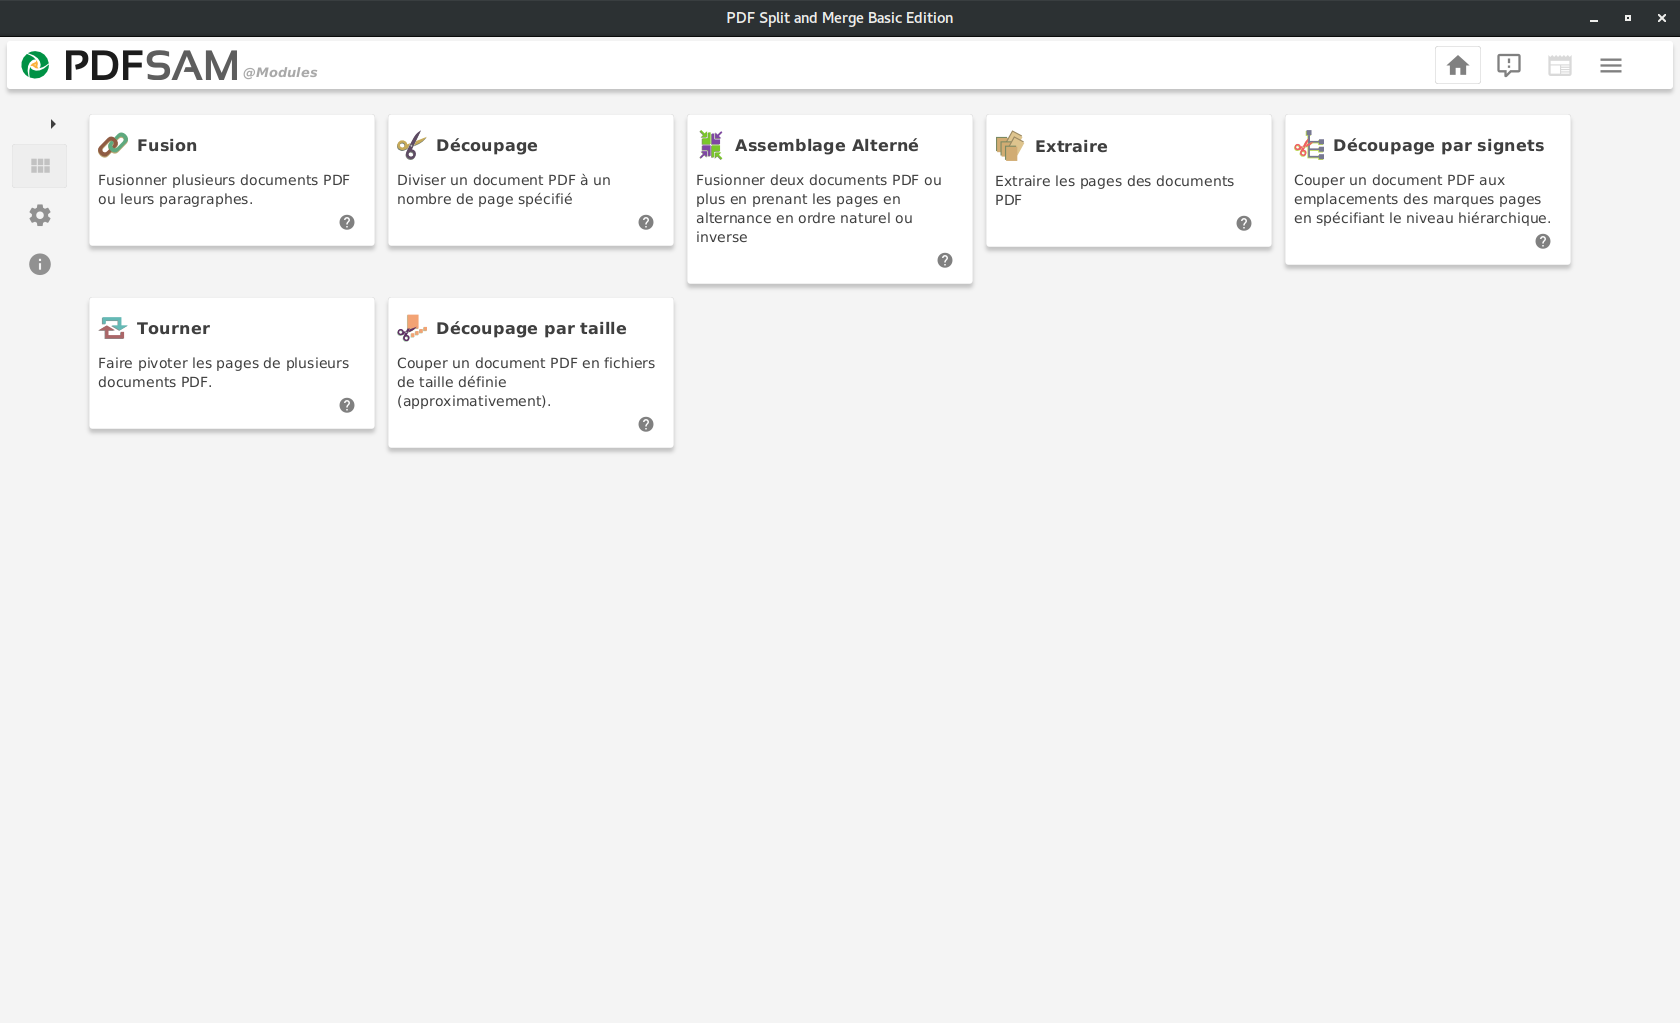 PDF Split and Merge Basic Edition
PDFSAM @Modules
Fusion
Fusionner plusieurs documents PDF
ou leurs paragraphes.
Découpage
Diviser un document PDF à un
nombre de page spécifié
Assemblage Alterné
Fusionner deux documents PDF ou
plus en prenant les pages en
alternance en ordre naturel ou
inverse
Extraire
Extraire les pages des documents
PDF
Découpage par signets
Couper un document PDF aux
emplacements des marques pages
en spécifiant le niveau hiérarchique.
Tourner
Faire pivoter les pages de plusieurs
documents PDF.
Découpage par taille
Couper un document PDF en fichiers
de taille définie
(approximativement).